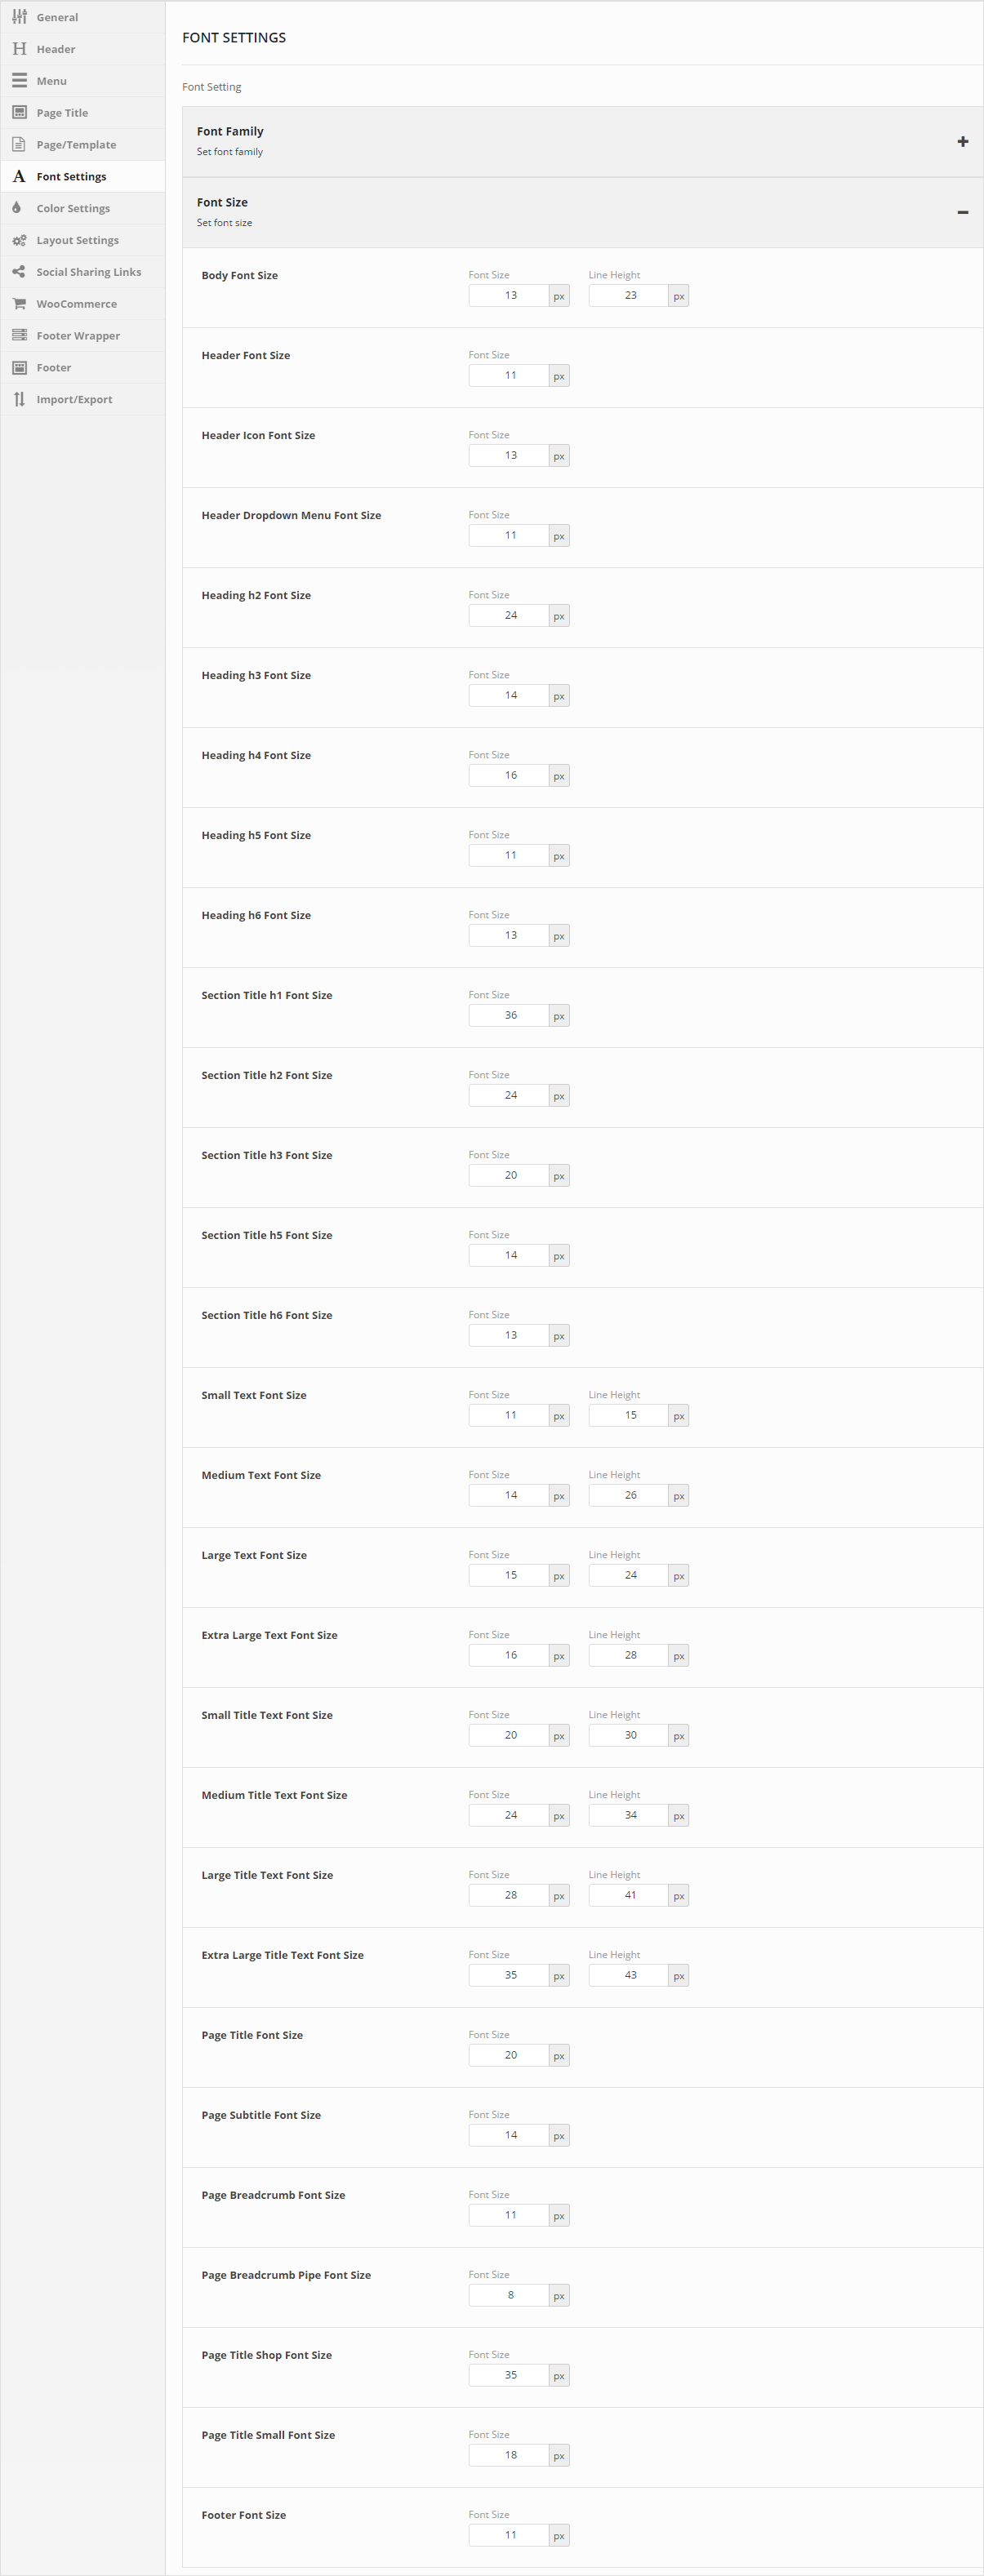 General
Header
Menu
Page Title
Page/Template
Font Settings
Color Settings
Layout Settings
Social Sharing Links
WooCommerce
Footer Wrapper
Footer
Import/Export
FONT SETTINGS
Font Setting
Font Family
Set font family
Font Size
Set font size
Body Font Size
Font Size Line Height
13 px 23 px
Header Font Size
Font Size
11 px
Header Icon Font Size
Font Size
13 px
Header Dropdown Menu Font Size
Font Size
11 px
Heading h2 Font Size
Font Size
24 px
Heading h3 Font Size
Font Size
14 px
Heading h4 Font Size
Font Size
16 px
Heading h5 Font Size
Font Size
11 px
Heading h6 Font Size
Font Size
13 px
Section Title h1 Font Size
Font Size
36 px
Section Title h2 Font Size
Font Size
24 px
Section Title h3 Font Size
Font Size
20 px
Section Title h5 Font Size
Font Size
14 px
Section Title h6 Font Size
Font Size
13 px
Small Text Font Size
Font Size Line Height
11 px 15 px
Medium Text Font Size
Font Size Line Height
14 px 26 px
Large Text Font Size
Font Size Line Height
15 px 24 px
Extra Large Text Font Size
Font Size Line Height
16 px 28 px
Small Title Text Font Size
Font Size Line Height
20 px 30 px
Medium Title Text Font Size
Font Size Line Height
24 px 34 px
Large Title Text Font Size
Font Size Line Height
28 px 41 px
Extra Large Title Text Font Size
Font Size Line Height
35 px 43 px
Page Title Font Size
Font Size
20 px
Page Subtitle Font Size
Font Size
14 px
Page Breadcrumb Font Size
Font Size
11 px
Page Breadcrumb Pipe Font Size
Font Size
8 px
Page Title Shop Font Size
Font Size
35 px
Page Title Small Font Size
Font Size
18 px
Footer Font Size
Font Size
11 px